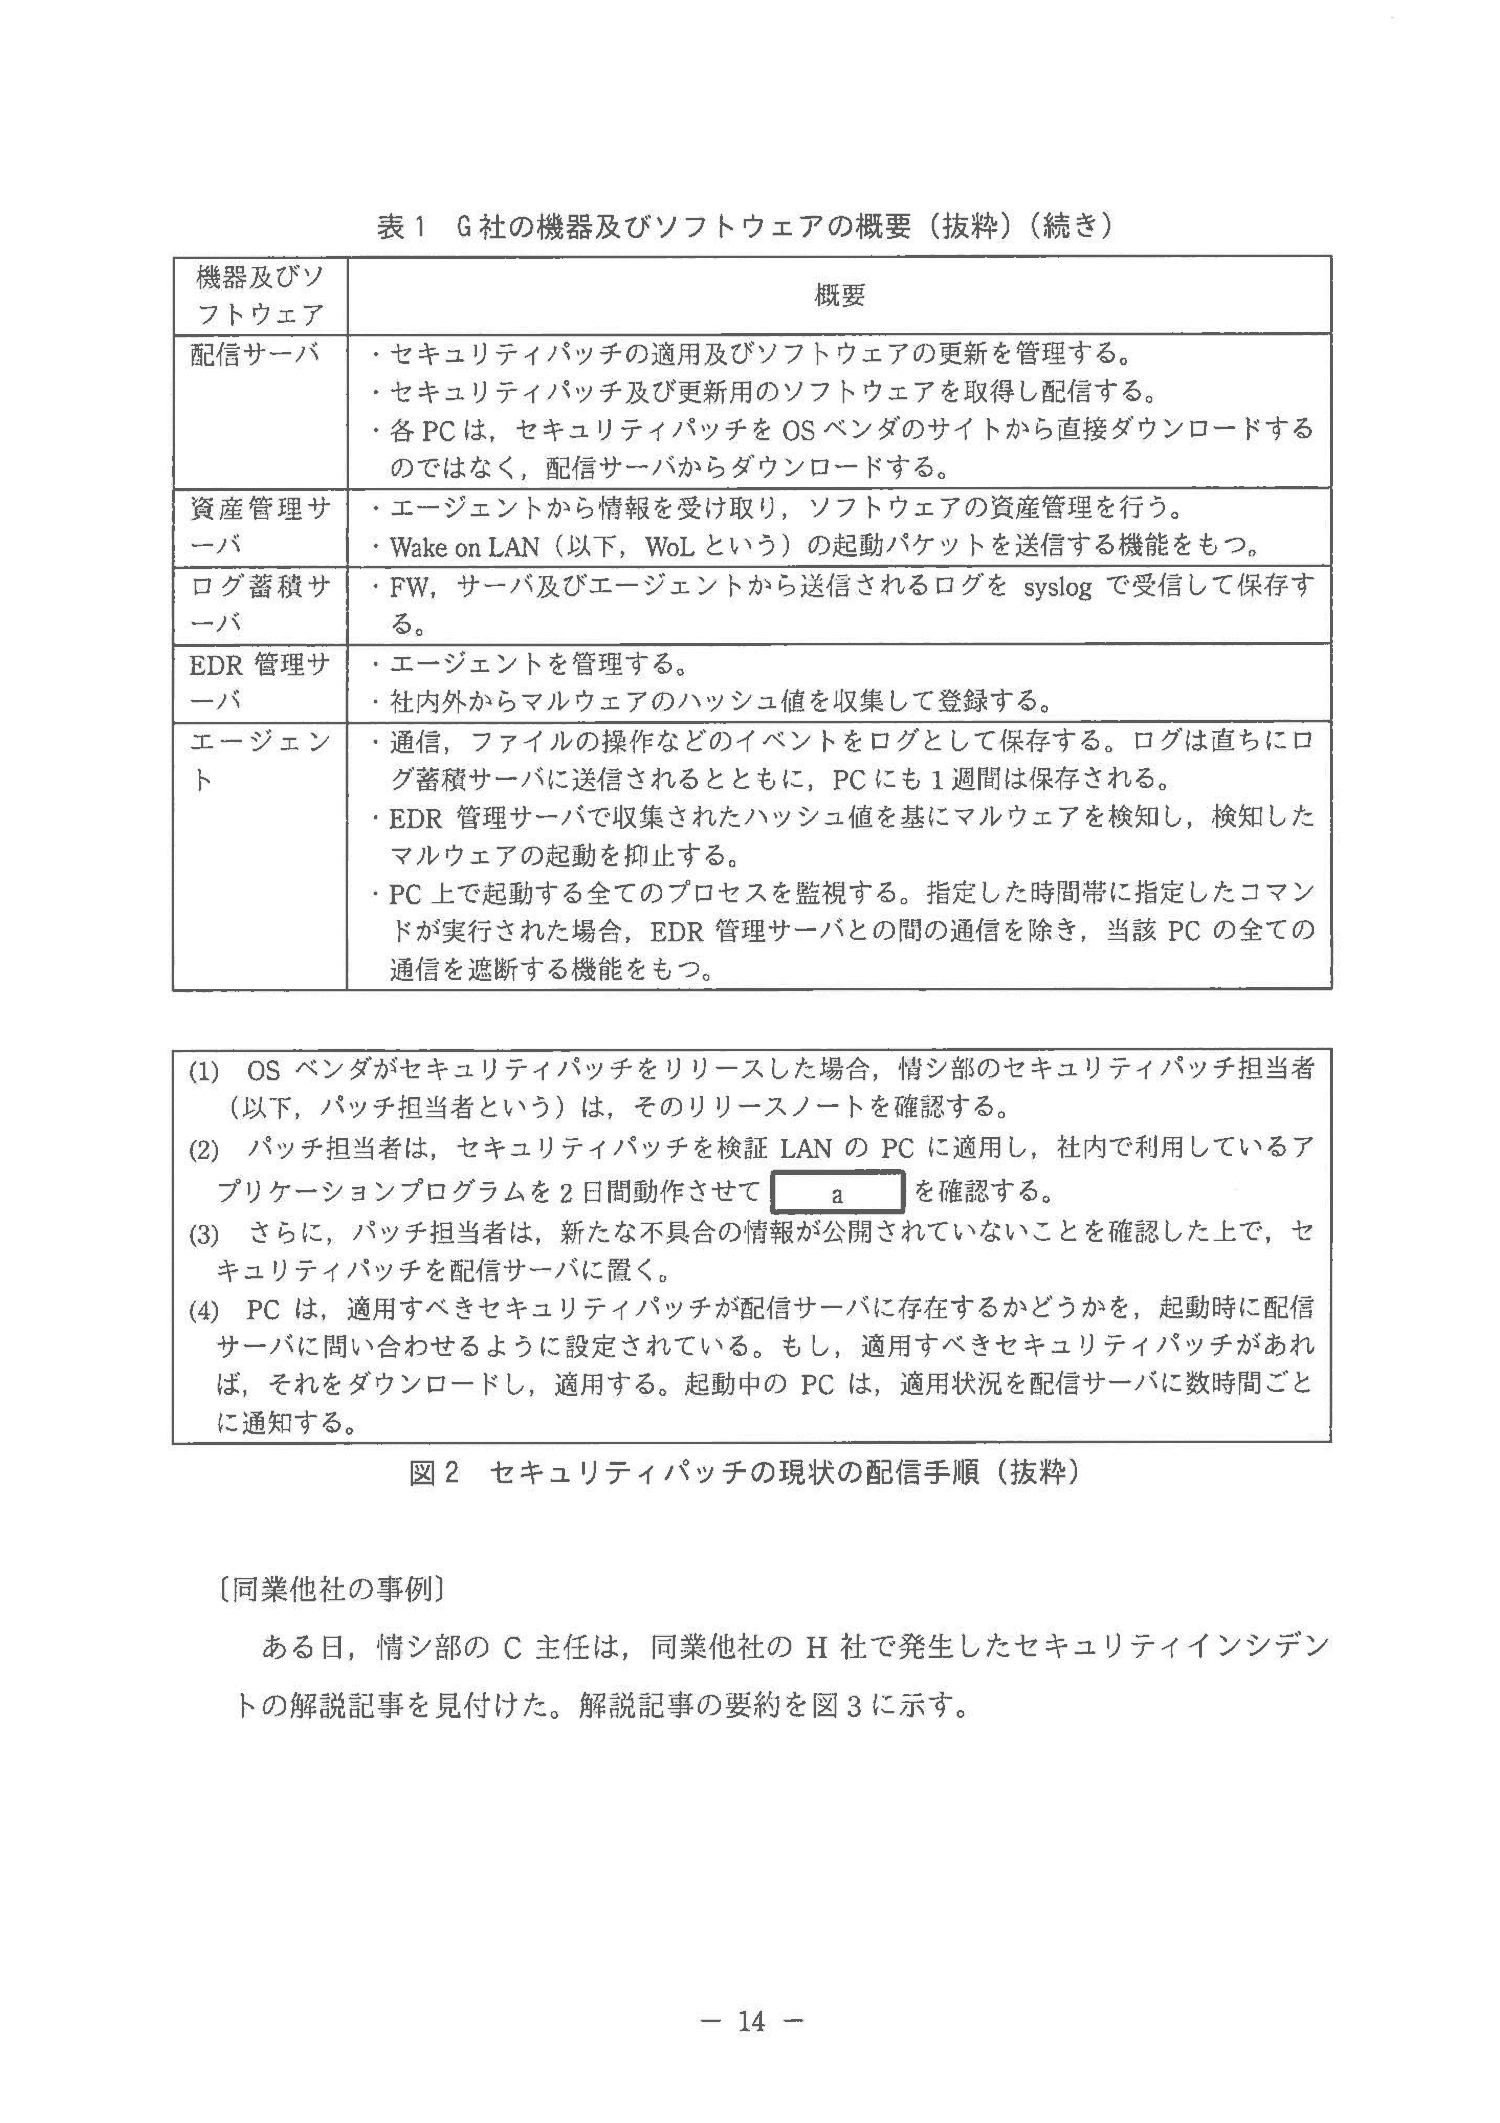 表1　G社の機器及びソフトウェアの概要（抜粋）（続き）
機器及びソ
フトウェア
概要
配信サーバ
・セキュリティパッチの適用及びソフトウェアの更新を管理する。
・セキュリティパッチ及び更新用のソフトウェアを取得し配信する。
・各PCは，セキュリティパッチをOSベンダのサイトから直接ダウンロードする
のではなく，配信サーバからダウンロードする。
資産管理サ
ーバ
・エージェントから情報を受け取り，ソフトウェアの資産管理を行う。
・Wake on LAN（以下，WoLという）の起動パケットを送信する機能をもつ。
ログ蓄積サ
ーバ
・FW，サーバ及びエージェントから送信されるログを syslog で受信して保存す
る。
EDR 管理サ
ーバ
・エージェントを管理する。
・社内外からマルウェアのハッシュ値を収集して登録する。
エージェン
ト
・通信，ファイルの操作などのイベントをログとして保存する。ログは直ちにロ
グ蓄積サーバに送信されるとともに，PCにも1週間は保存される。
・EDR 管理サーバで収集されたハッシュ値を基にマルウェアを検知し，検知した
マルウェアの起動を抑止する。
・PC 上で起動する全てのプロセスを監視する。指定した時間帯に指定したコマン
ドが実行された場合，EDR 管理サーバとの間の通信を除き，当該 PC の全ての
通信を遮断する機能をもつ。
(1)　OS ベンダがセキュリティパッチをリリースした場合，情シ部のセキュリティパッチ担当者
（以下，パッチ担当者という）は，そのリリースノートを確認する。
(2)　パッチ担当者は，セキュリティパッチを検証 LAN の PC に適用し，社内で利用しているア
プリケーションプログラムを2日間動作させて a を確認する。
(3)　さらに，パッチ担当者は，新たな不具合の情報が公開されていないことを確認した上で，セ
キュリティパッチを配信サーバに置く。
(4)　PC は，適用すべきセキュリティパッチが配信サーバに存在するかどうかを，起動時に配信
サーバに問い合わせるように設定されている。もし，適用すべきセキュリティパッチがあれ
ば，それをダウンロードし，適用する。起動中の PC は，適用状況を配信サーバに数時間ごと
に通知する。
図2　セキュリティパッチの現状の配信手順（抜粋）
〔同業他社の事例〕
ある日，情シ部の C 主任は，同業他社の H 社で発生したセキュリティインシデン
トの解説記事を見付けた。解説記事の要約を図3に示す。
－ 14 －